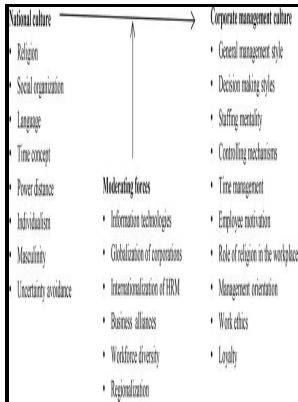 National culture
• Religion
• Social organization
• Language
• Time concept
• Power distance
• Individualism
• Masculinity
• Uncertainty avoidance
Moderating forces
• Information technologies
• Globalization of corporations
• Internationalization of HRM
• Business alliances
• Workforce diversity
• Regionalization
Corporate management culture
• General management style
• Decision making styles
• Staffing mentality
• Controlling mechanisms
• Time management
• Employee motivation
• Role of religion in the workplace
• Management orientation
• Work ethics
• Loyalty